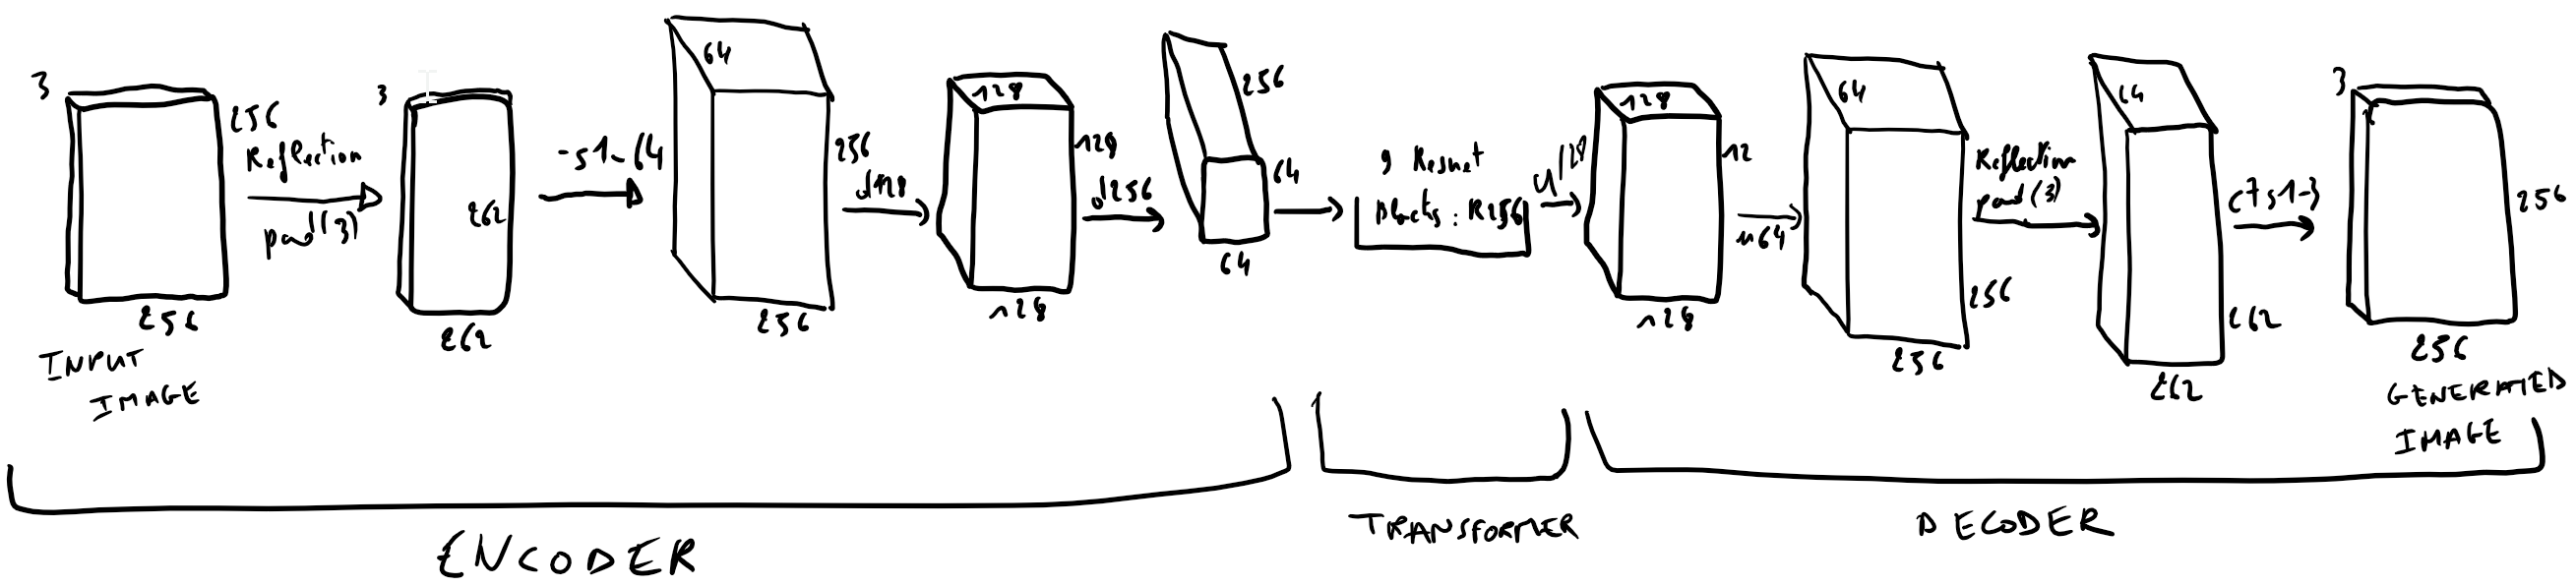 3
256
Reflection
pad(3)
256
INPUT
IMAGE
3
262
262
-s1-64
64
256
256
d128
128
128
128
d256
256
64
64
9 Resnet
Blocks: R256
u128
128
12
128
u64
64
256
256
Reflection
pad(3)
64
262
262
c7s1-3
3
256
256
GENERATED
IMAGE
ENCODER
TRANSFORMER
DECODER